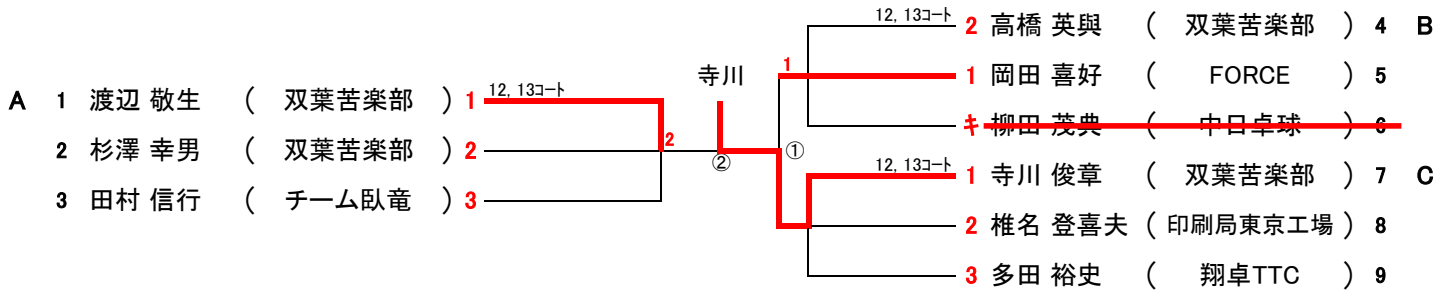 12, 13コート 2 高橋 英與 ( 双葉苦楽部 ) 4 B
寺川 1 1 岡田 喜好 ( FORCE ) 5
A 1 渡辺 敬生 ( 双葉苦楽部 ) 1 12, 13コート
キ 柳田 茂典 ( 中日卓球 ) 6
2 杉澤 幸男 ( 双葉苦楽部 ) 2 2 ② ①
12, 13コート 1 寺川 俊章 ( 双葉苦楽部 ) 7 C
3 田村 信行 ( チーム臥竜 ) 3
2 椎名 登喜夫 ( 印刷局東京工場 ) 8
3 多田 裕史 ( 翔卓TTC ) 9